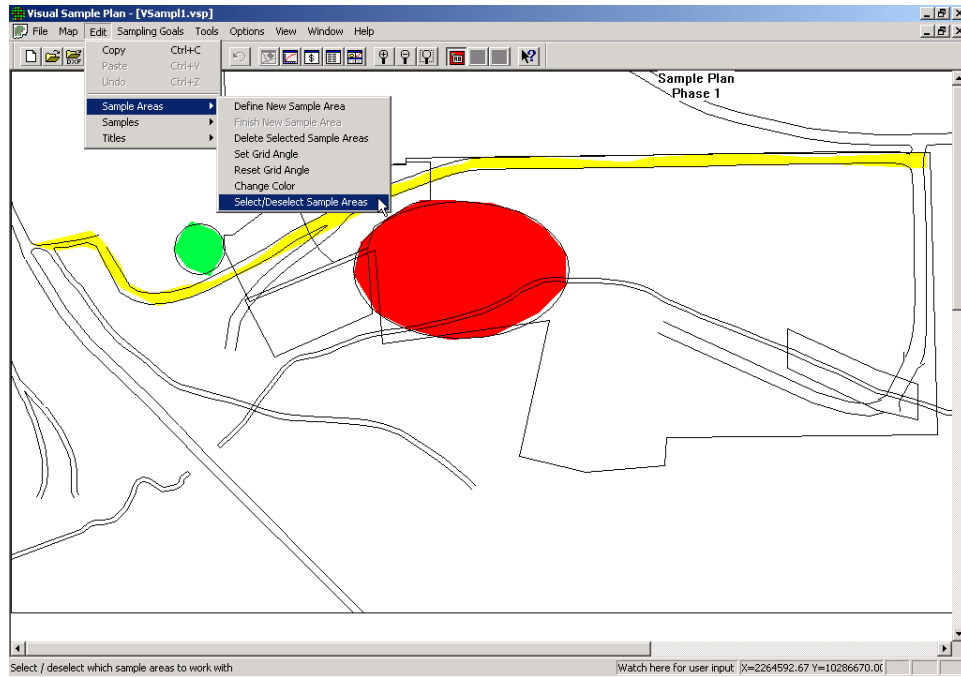 Visual Sample Plan - [VSampl1.vsp]
File Map Edit Sampling Goals Tools Options View Window Help
DXF
Copy Ctrl+C
Paste Ctrl+V
Undo Ctrl+Z
Sample Areas
Samples
Titles
Define New Sample Area
Finish New Sample Area
Delete Selected Sample Areas
Set Grid Angle
Reset Grid Angle
Change Color
Select/Deselect Sample Areas
Sample Plan
Phase 1
Select / deselect which sample areas to work with
Watch here for user input X=2264592.67 Y=10286670.0